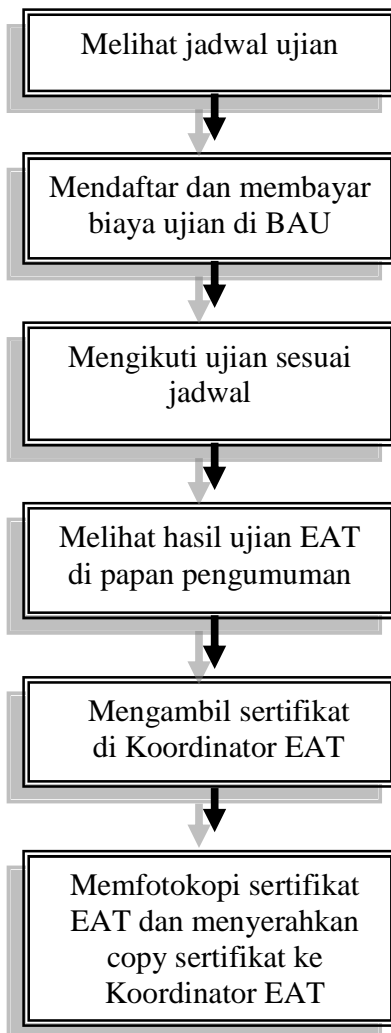 Melihat jadwal ujian
Mendaftar dan membayar
biaya ujian di BAU
Mengikuti ujian sesuai
jadwal
Melihat hasil ujian EAT
di papan pengumuman
Mengambil sertifikat
di Koordinator EAT
Memfotokopi sertifikat
EAT dan menyerahkan
copy sertifikat ke
Koordinator EAT